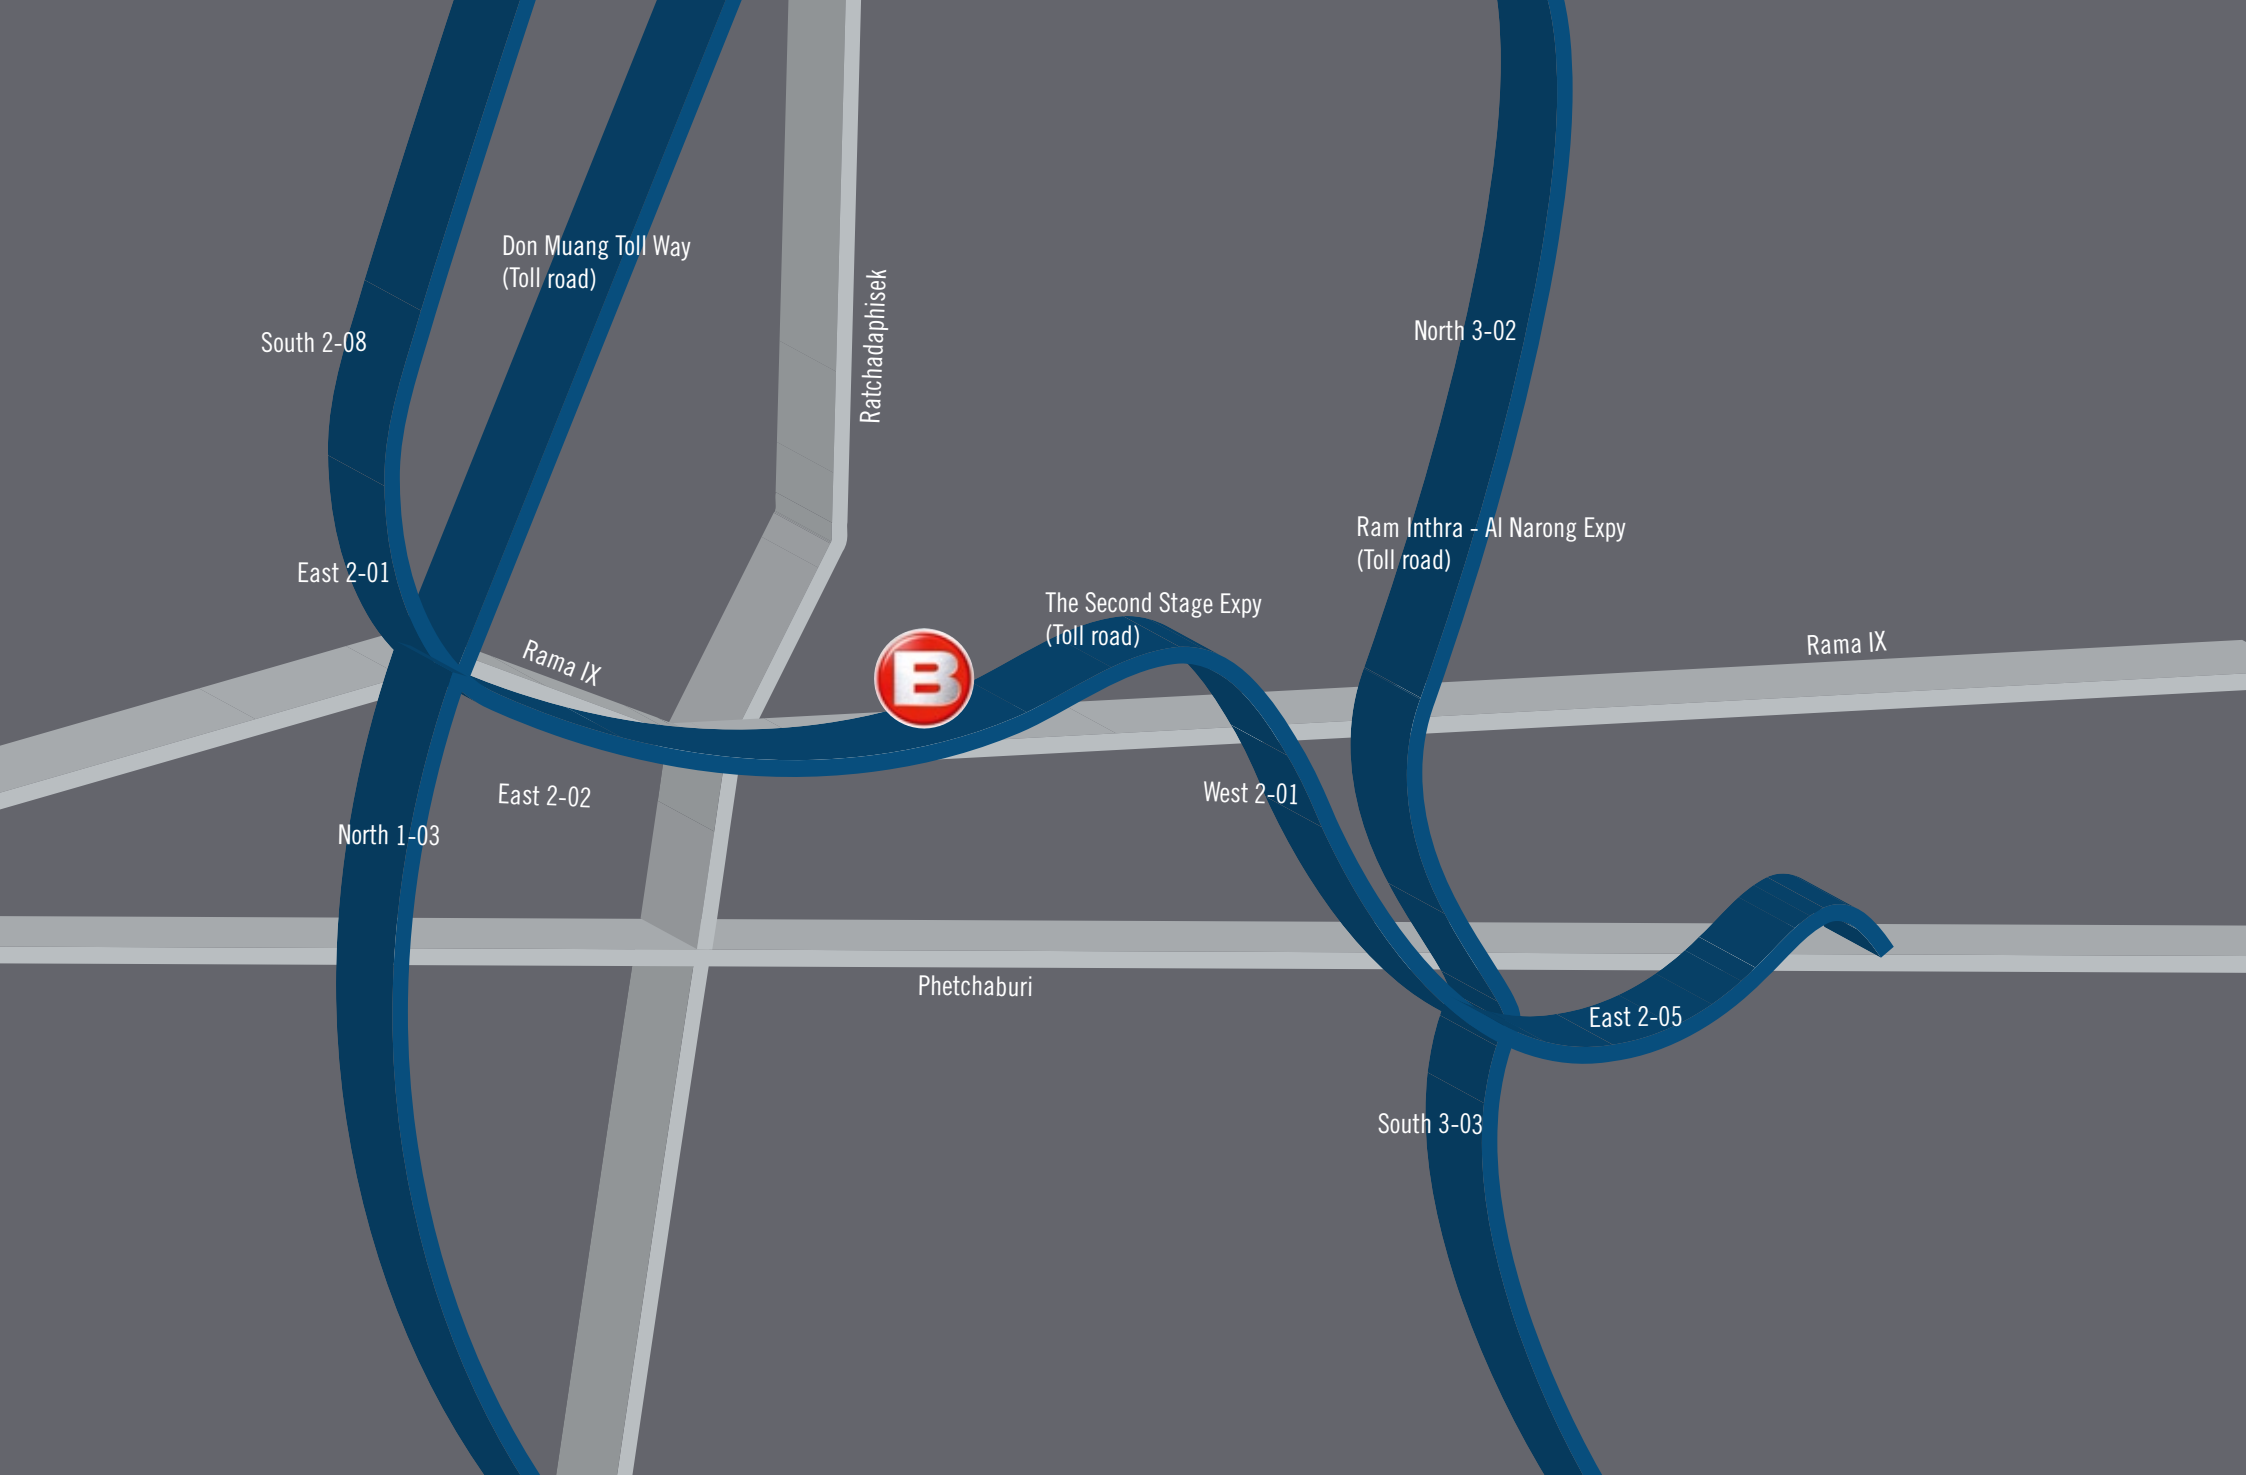 Don Muang Toll Way
(Toll road)
South 2-08
Ratchadaphisek
North 3-02
Ram Inthra - Al Narong Expy
(Toll road)
East 2-01
The Second Stage Expy
(Toll road)
Rama IX
Rama IX
B
East 2-02
West 2-01
North 1-03
Phetchaburi
East 2-05
South 3-03